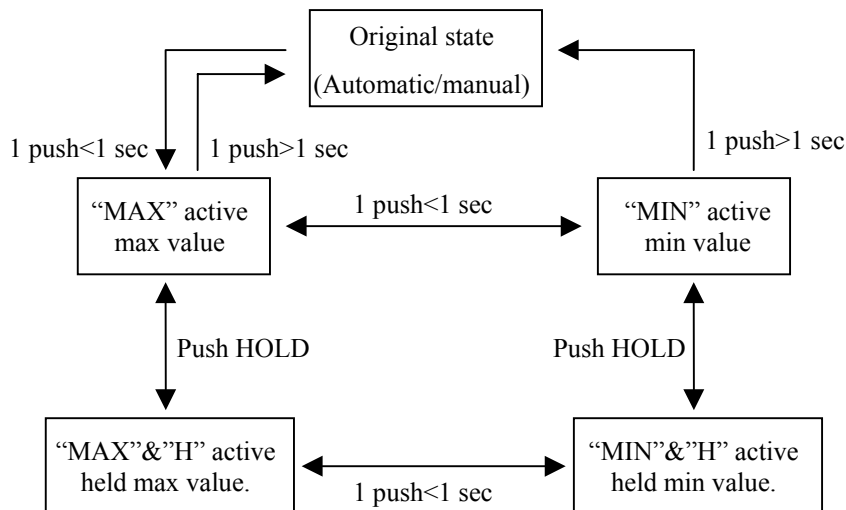 Original state
(Automatic/manual)
1 push<1 sec
1 push>1 sec
1 push>1 sec
“MAX” active
max value
1 push<1 sec
“MIN” active
min value
Push HOLD
Push HOLD
“MAX”&”H” active
held max value.
1 push<1 sec
“MIN”&”H” active
held min value.